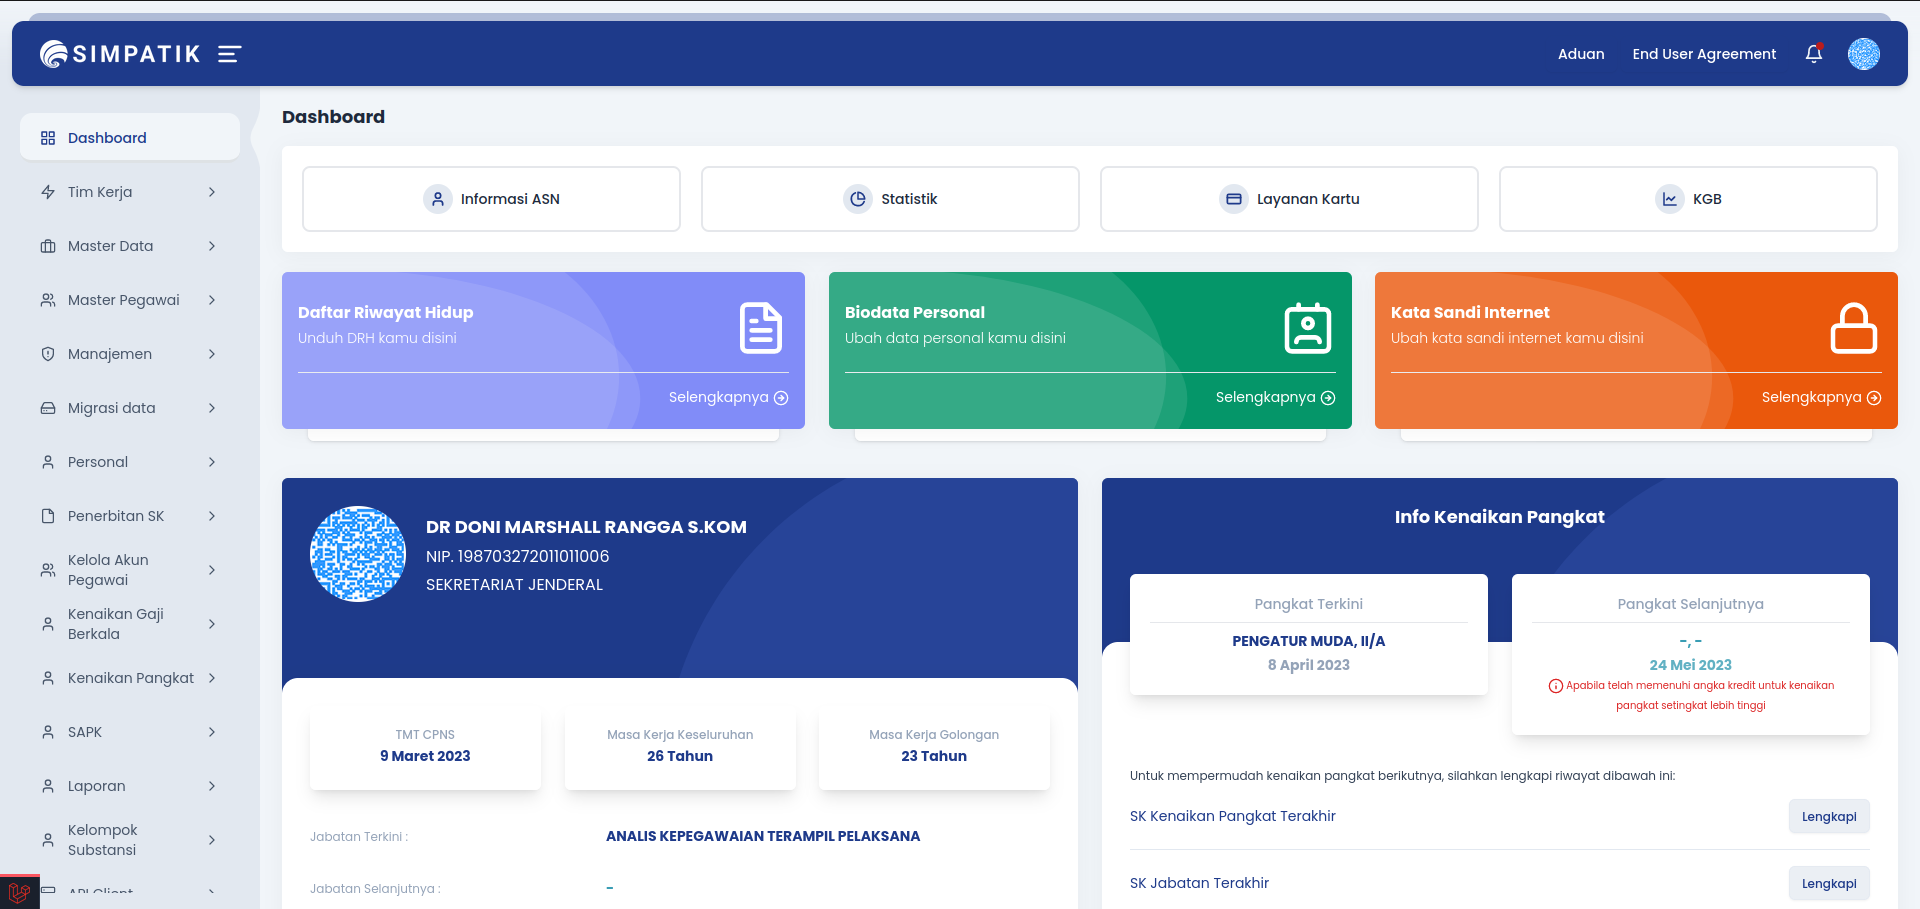 SIMPATIK
Aduan
End User Agreement
Dashboard
Tim Kerja
Master Data
Master Pegawai
Manajemen
Migrasi data
Personal
Penerbitan SK
Kelola Akun
Pegawai
Kenaikan Gaji
Berkala
Kenaikan Pangkat
SAPK
Laporan
Kelompok
Substansi
API Client
Dashboard
Informasi ASN
Statistik
Layanan Kartu
KGB
Daftar Riwayat Hidup
Unduh DRH kamu disini
Selengkapnya
Biodata Personal
Ubah data personal kamu disini
Selengkapnya
Kata Sandi Internet
Ubah kata sandi internet kamu disini
Selengkapnya
DR DONI MARSHALL RANGGA S.KOM
NIP. 198703272011011006
SEKRETARIAT JENDERAL
TMT CPNS
9 Maret 2023
Masa Kerja Keseluruhan
26 Tahun
Masa Kerja Golongan
23 Tahun
Jabatan Terkini :
ANALIS KEPEGAWAIAN TERAMPIL PELAKSANA
Jabatan Selanjutnya :
-
Info Kenaikan Pangkat
Pangkat Terkini
PENGATUR MUDA, II/A
8 April 2023
Pangkat Selanjutnya
-, -
24 Mei 2023
Apabila telah memenuhi angka kredit untuk kenaikan
pangkat setingkat lebih tinggi
Untuk mempermudah kenaikan pangkat berikutnya, silahkan lengkapi riwayat dibawah ini:
SK Kenaikan Pangkat Terakhir
Lengkapi
SK Jabatan Terakhir
Lengkapi